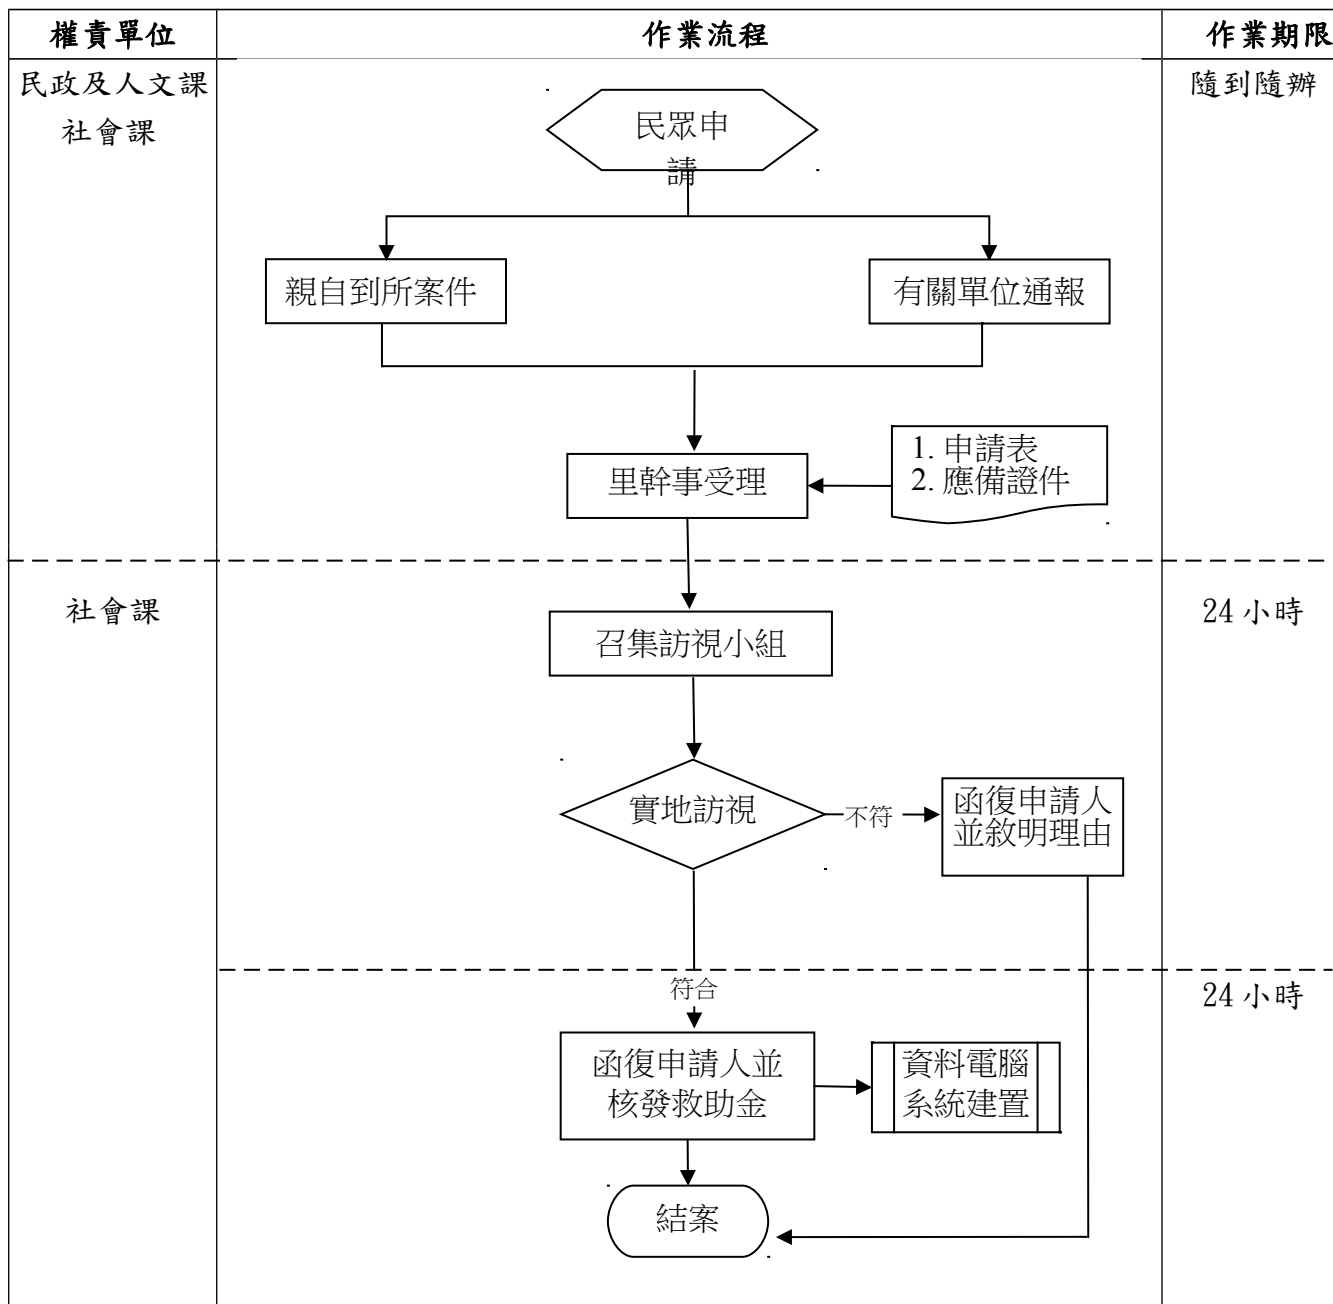 權責單位
作業流程
作業期限
民政及人文課
社會課
隨到隨辦
民眾申
請
親自到所案件
有關單位通報
里幹事受理
1. 申請表
2. 應備證件
社會課
24 小時
召集訪視小組
實地訪視
不符
函復申請人
並敘明理由
符合
24 小時
函復申請人並
核發救助金
資料電腦
系統建置
結案